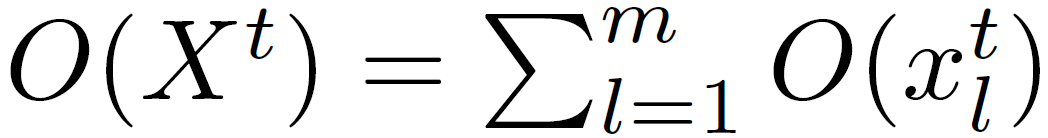 $O(X^t) = \sum_{l=1}^{m} O(x_l^t)$